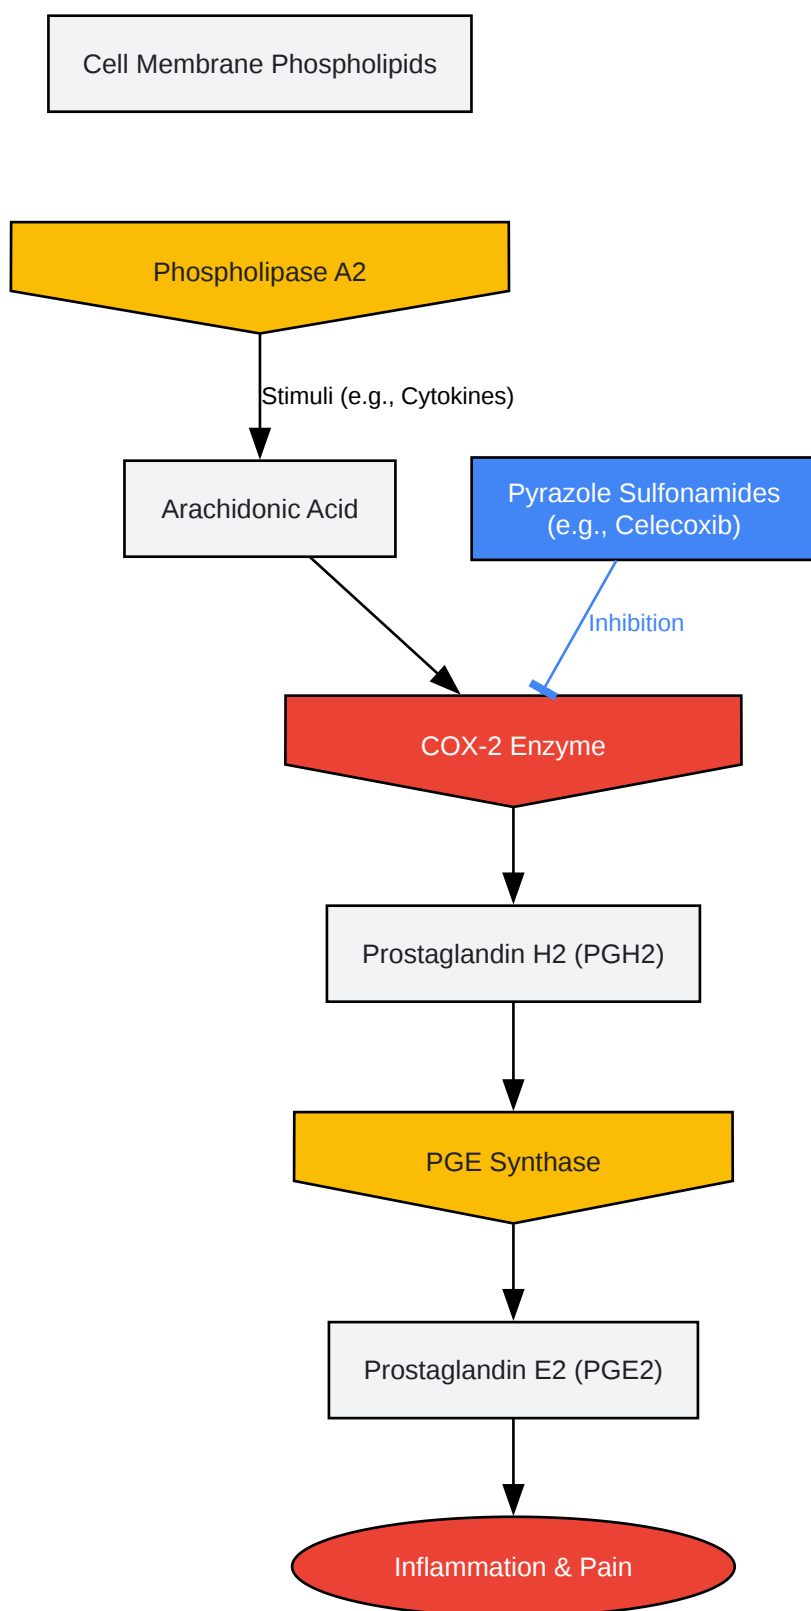 Cell Membrane Phospholipids
Phospholipase A2
Stimuli (e.g., Cytokines)
Arachidonic Acid
Pyrazole Sulfonamides
(e.g., Celecoxib)
Inhibition
COX-2 Enzyme
Prostaglandin H2 (PGH2)
PGE Synthase
Prostaglandin E2 (PGE2)
Inflammation & Pain